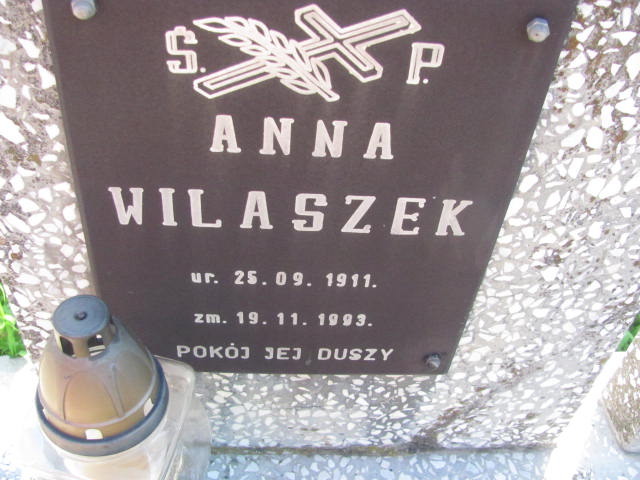 Ś. P.
ANNA
WILASZEK
ur. 25.09.1911.
zm. 19.11.1993.
POKÓJ JEJ DUSZY